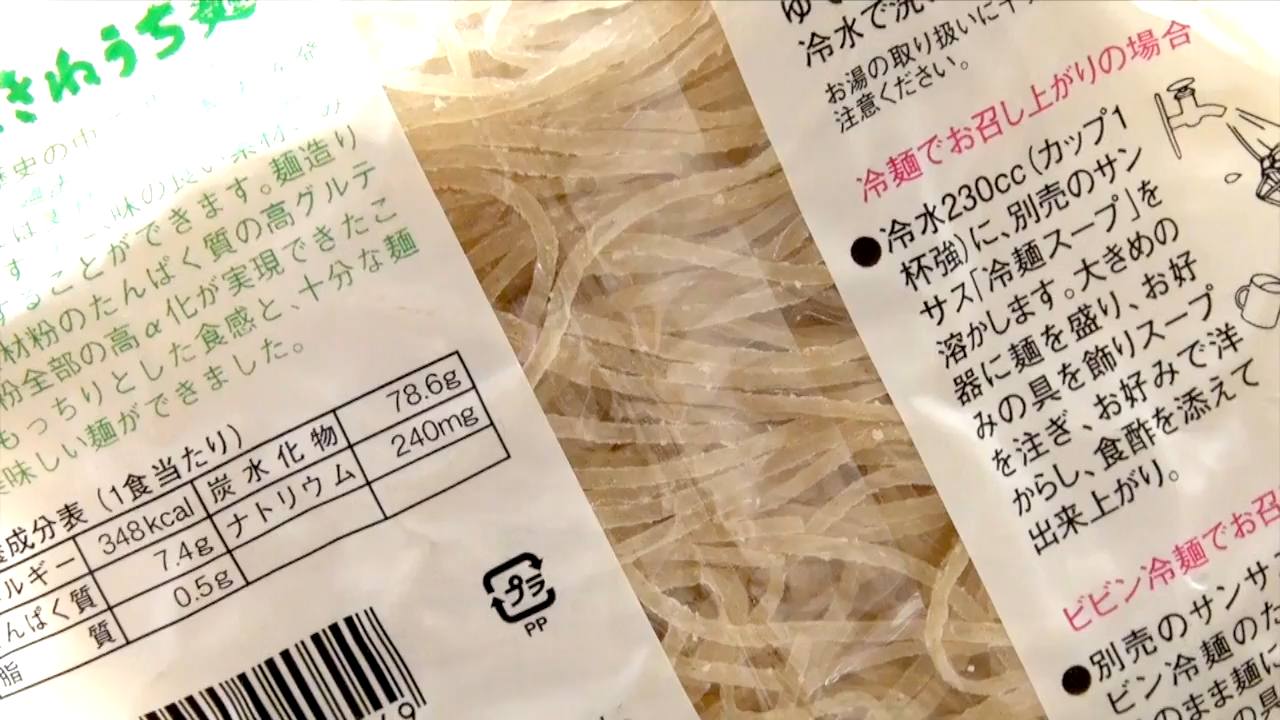 きねうち麺
することができます。麺造り
材粉のたんぱく質の高グルテ
粉全部の高α化が実現できたこ
もっちりとした食感と、十分な麺
美味しい麺ができました。
養成分表(1食当たり)
ルギー 348kcal 炭水化物 78.6g
んぱく質 7.4g ナトリウム 240mg
脂 質 0.5g
プラ
PP
冷水で洗
お湯の取り扱いに
注意ください。
冷麺でお召し上がりの場合
●冷水230cc(カップ1
杯強)に、別売のサン
サス「冷麺スープ」を
溶かします。大きめの
器に麺を盛り、お好
みの具を飾りスープ
を注ぎ、お好みで洋
からし、食酢を添えて
出来上がり。
ビビン冷麺でお召
●別売のサンサ
ビン冷麺のた
のまま麺に